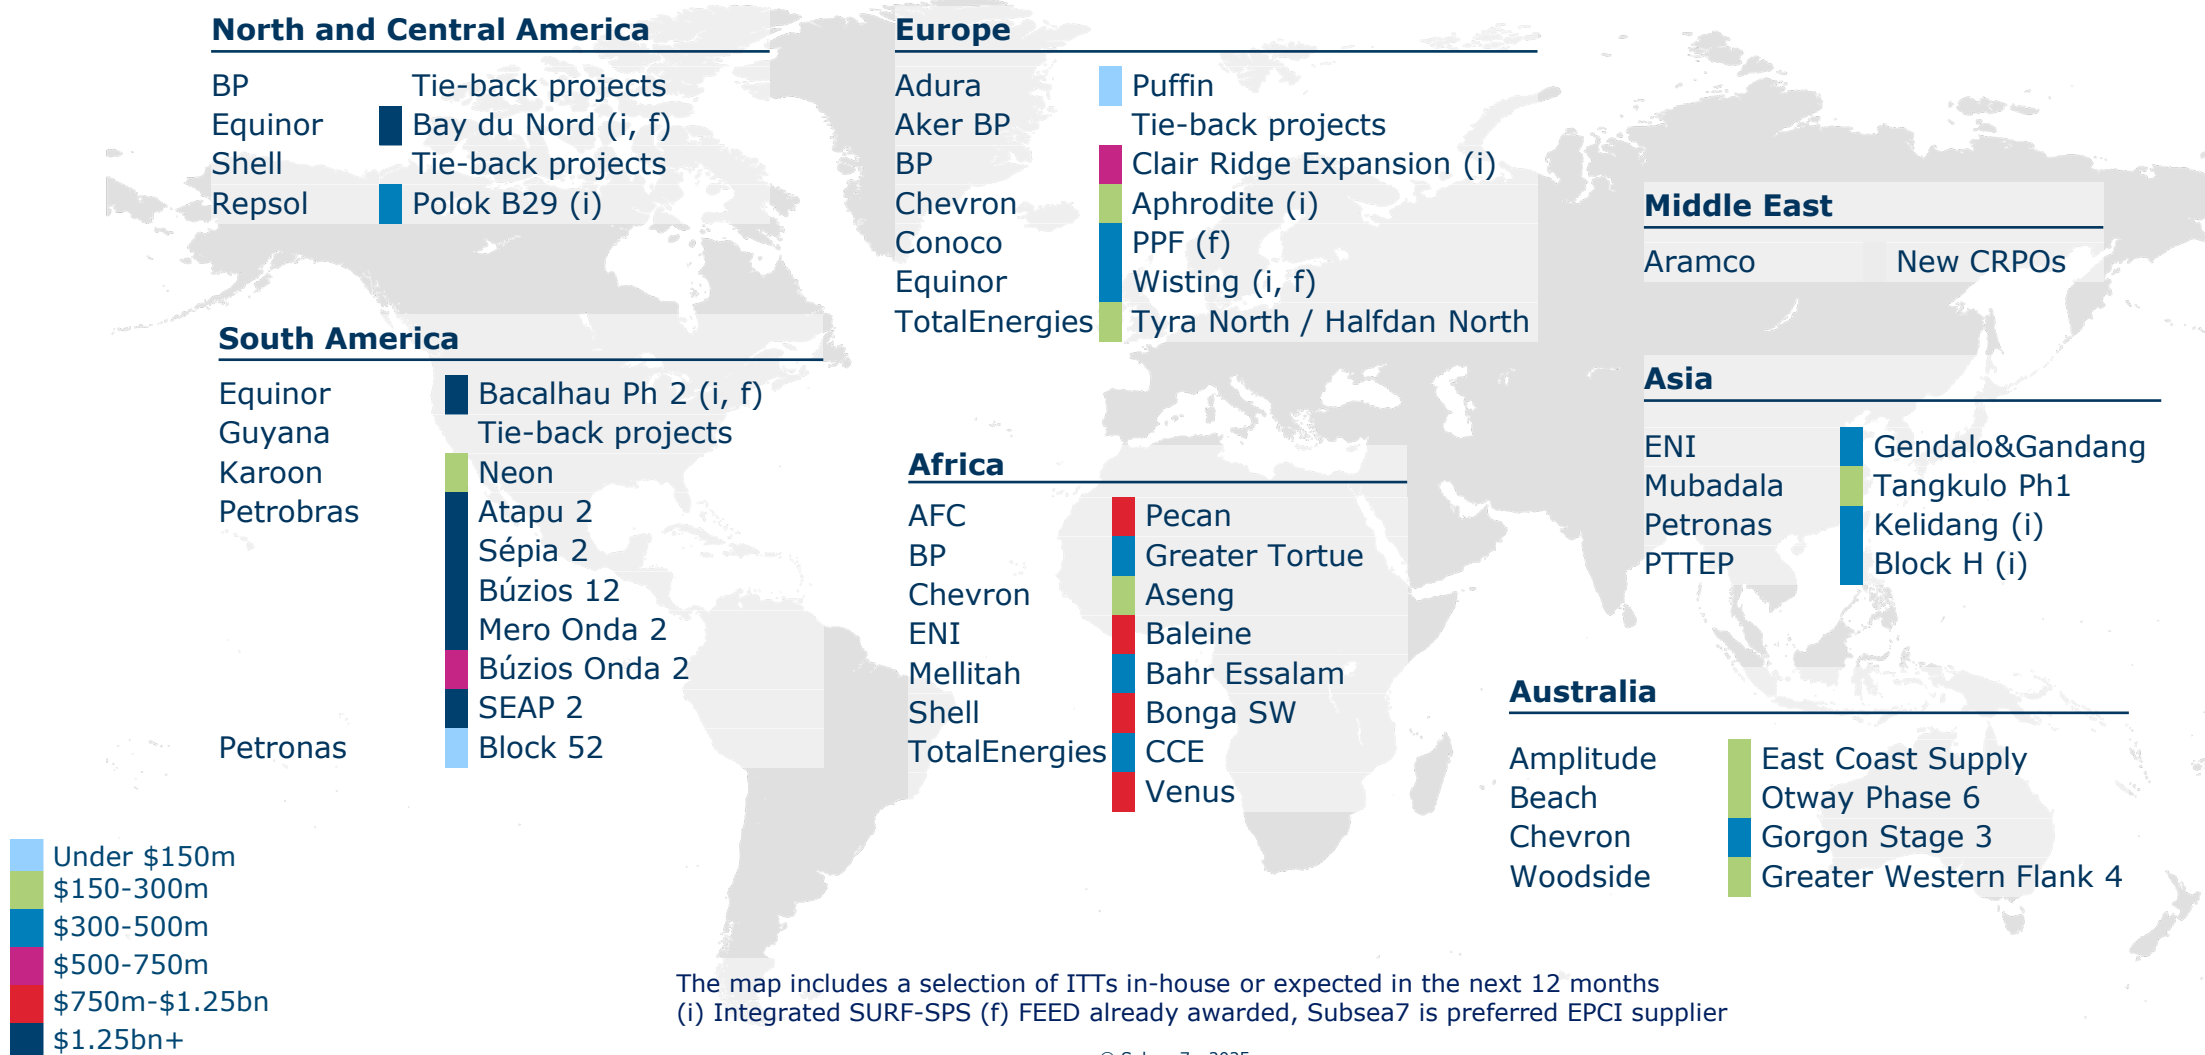 North and Central America
BP Tie-back projects
Equinor Bay du Nord (i, f)
Shell Tie-back projects
Repsol Polok B29 (i)
South America
Equinor Bacalhau Ph 2 (i, f)
Guyana Tie-back projects
Karoon Neon
Petrobras Atapu 2
Sépia 2
Búzios 12
Mero Onda 2
Búzios Onda 2
SEAP 2
Petronas Block 52
Europe
Adura Puffin
Aker BP Tie-back projects
BP Clair Ridge Expansion (i)
Chevron Aphrodite (i)
Conoco PPF (f)
Equinor Wisting (i, f)
TotalEnergies Tyra North / Halfdan North
Africa
AFC Pecan
BP Greater Tortue
Chevron Aseng
ENI Baleine
Mellitah Bahr Essalam
Shell Bonga SW
TotalEnergies CCE
Venus
Middle East
Aramco New CRPOs
Asia
ENI Gendalo&Gandang
Mubadala Tangkulo Ph1
Petronas Kelidang (i)
PTTEP Block H (i)
Australia
Amplitude East Coast Supply
Beach Otway Phase 6
Chevron Gorgon Stage 3
Woodside Greater Western Flank 4
Under $150m
$150-300m
$300-500m
$500-750m
$750m-$1.25bn
$1.25bn+
The map includes a selection of ITTs in-house or expected in the next 12 months
(i) Integrated SURF-SPS (f) FEED already awarded, Subsea7 is preferred EPCI supplier